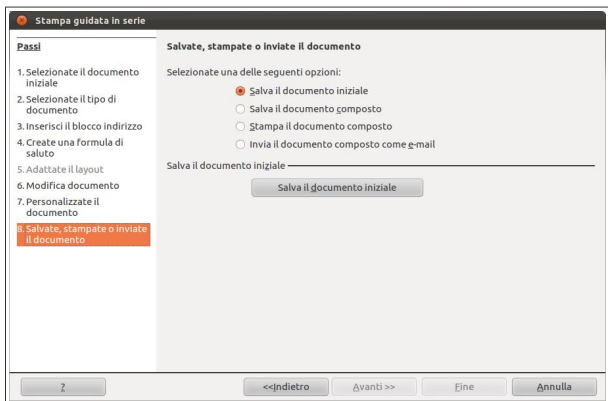 Stampa guidata in serie
Passi
1. Selezionate il documento
iniziale
2. Selezionate il tipo di
documento
3. Inserisci il blocco indirizzo
4. Create una formula di
saluto
5. Adattate il layout
6. Modifica documento
7. Personalizzate il
documento
8. Salvate, stampate o inviate
il documento
Salvate, stampate o inviate il documento
Selezionate una delle seguenti opzioni:
Salva il documento iniziale
Salva il documento composto
Stampa il documento composto
Invia il documento composto come e-mail
Salva il documento iniziale
Salva il documento iniziale
?
<<Indietro
Avanti >>
Fine
Annulla